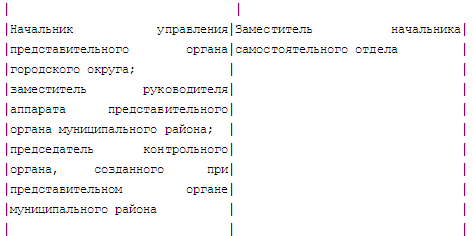 |                             |
|Начальник          управления|Заместитель         начальника|
|представительного      органа|самостоятельного отдела       |
|городского округа;           |                              |
|заместитель      руководителя|                              |
|аппарата    представительного|                              |
|органа муниципального района;|                              |
|председатель     контрольного|                              |
|органа,     созданного    при|                              |
|представительном       органе|                              |
|муниципального района        |                              |
|                             |                              |